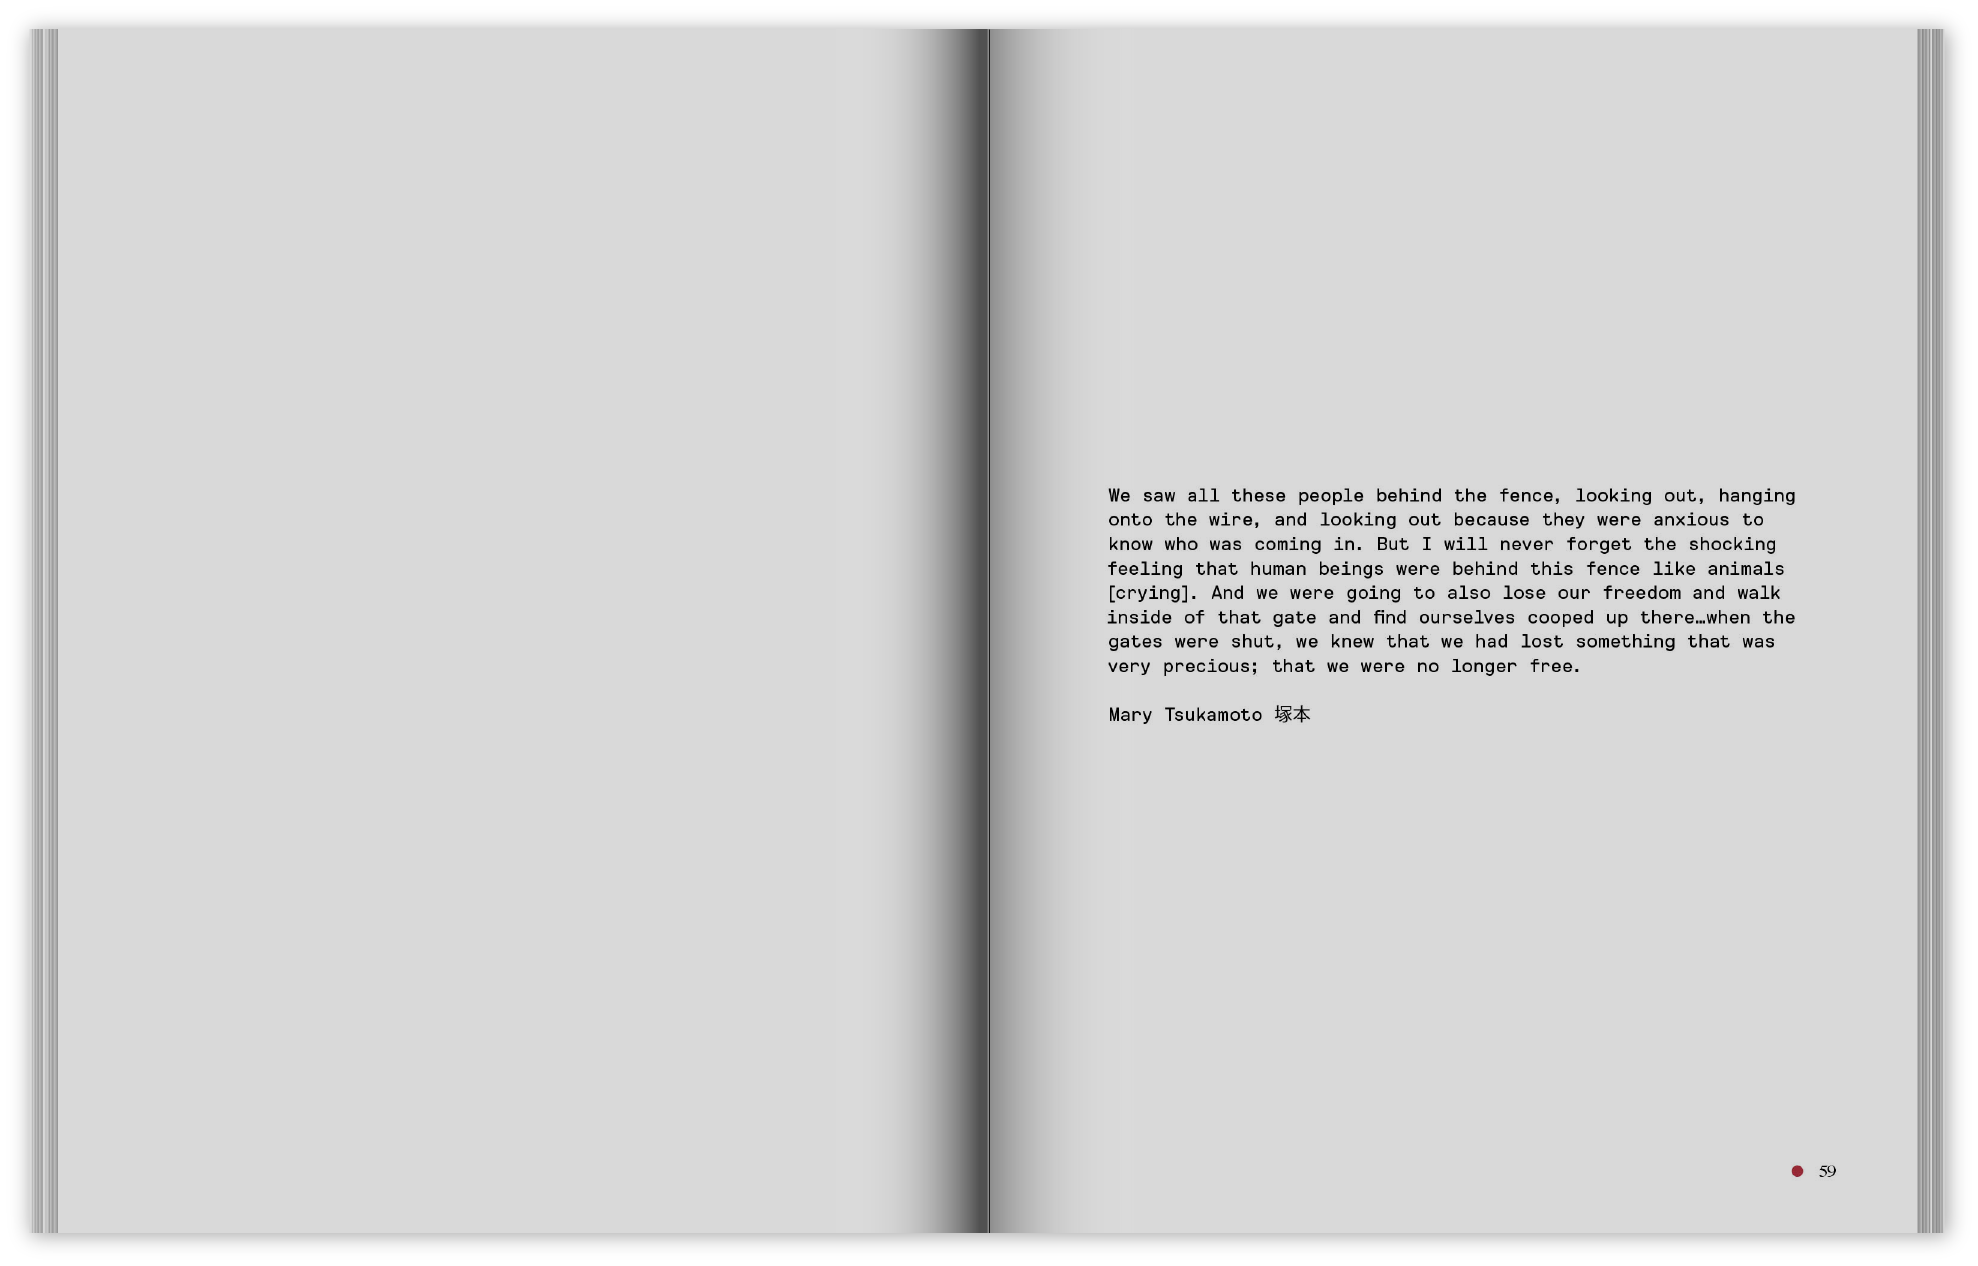 We saw all these people behind the fence, looking out, hanging
onto the wire, and looking out because they were anxious to
know who was coming in. But I will never forget the shocking
feeling that human beings were behind this fence like animals
[crying]. And we were going to also lose our freedom and walk
inside of that gate and find ourselves cooped up there…when the
gates were shut, we knew that we had lost something that was
very precious; that we were no longer free.
Mary Tsukamoto 塚本
59